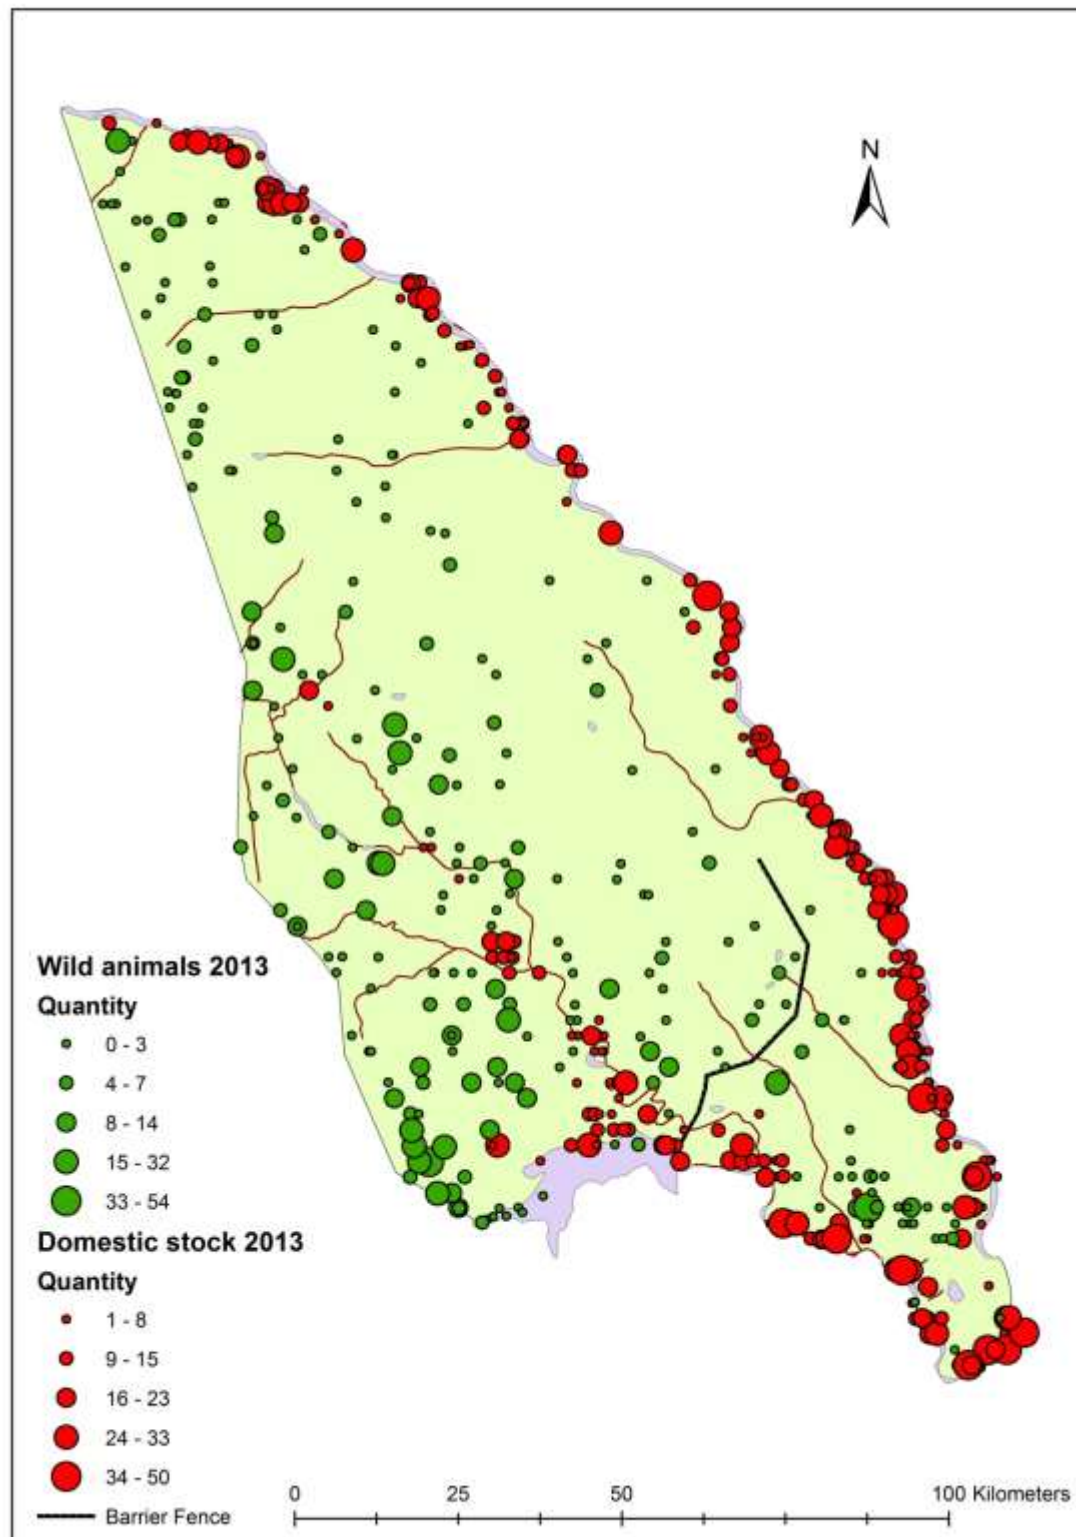 N
Wild animals 2013
Quantity
0 - 3
4 - 7
8 - 14
15 - 32
33 - 54
Domestic stock 2013
Quantity
1 - 8
9 - 15
16 - 23
24 - 33
34 - 50
Barrier Fence
0 25 50 100 Kilometers